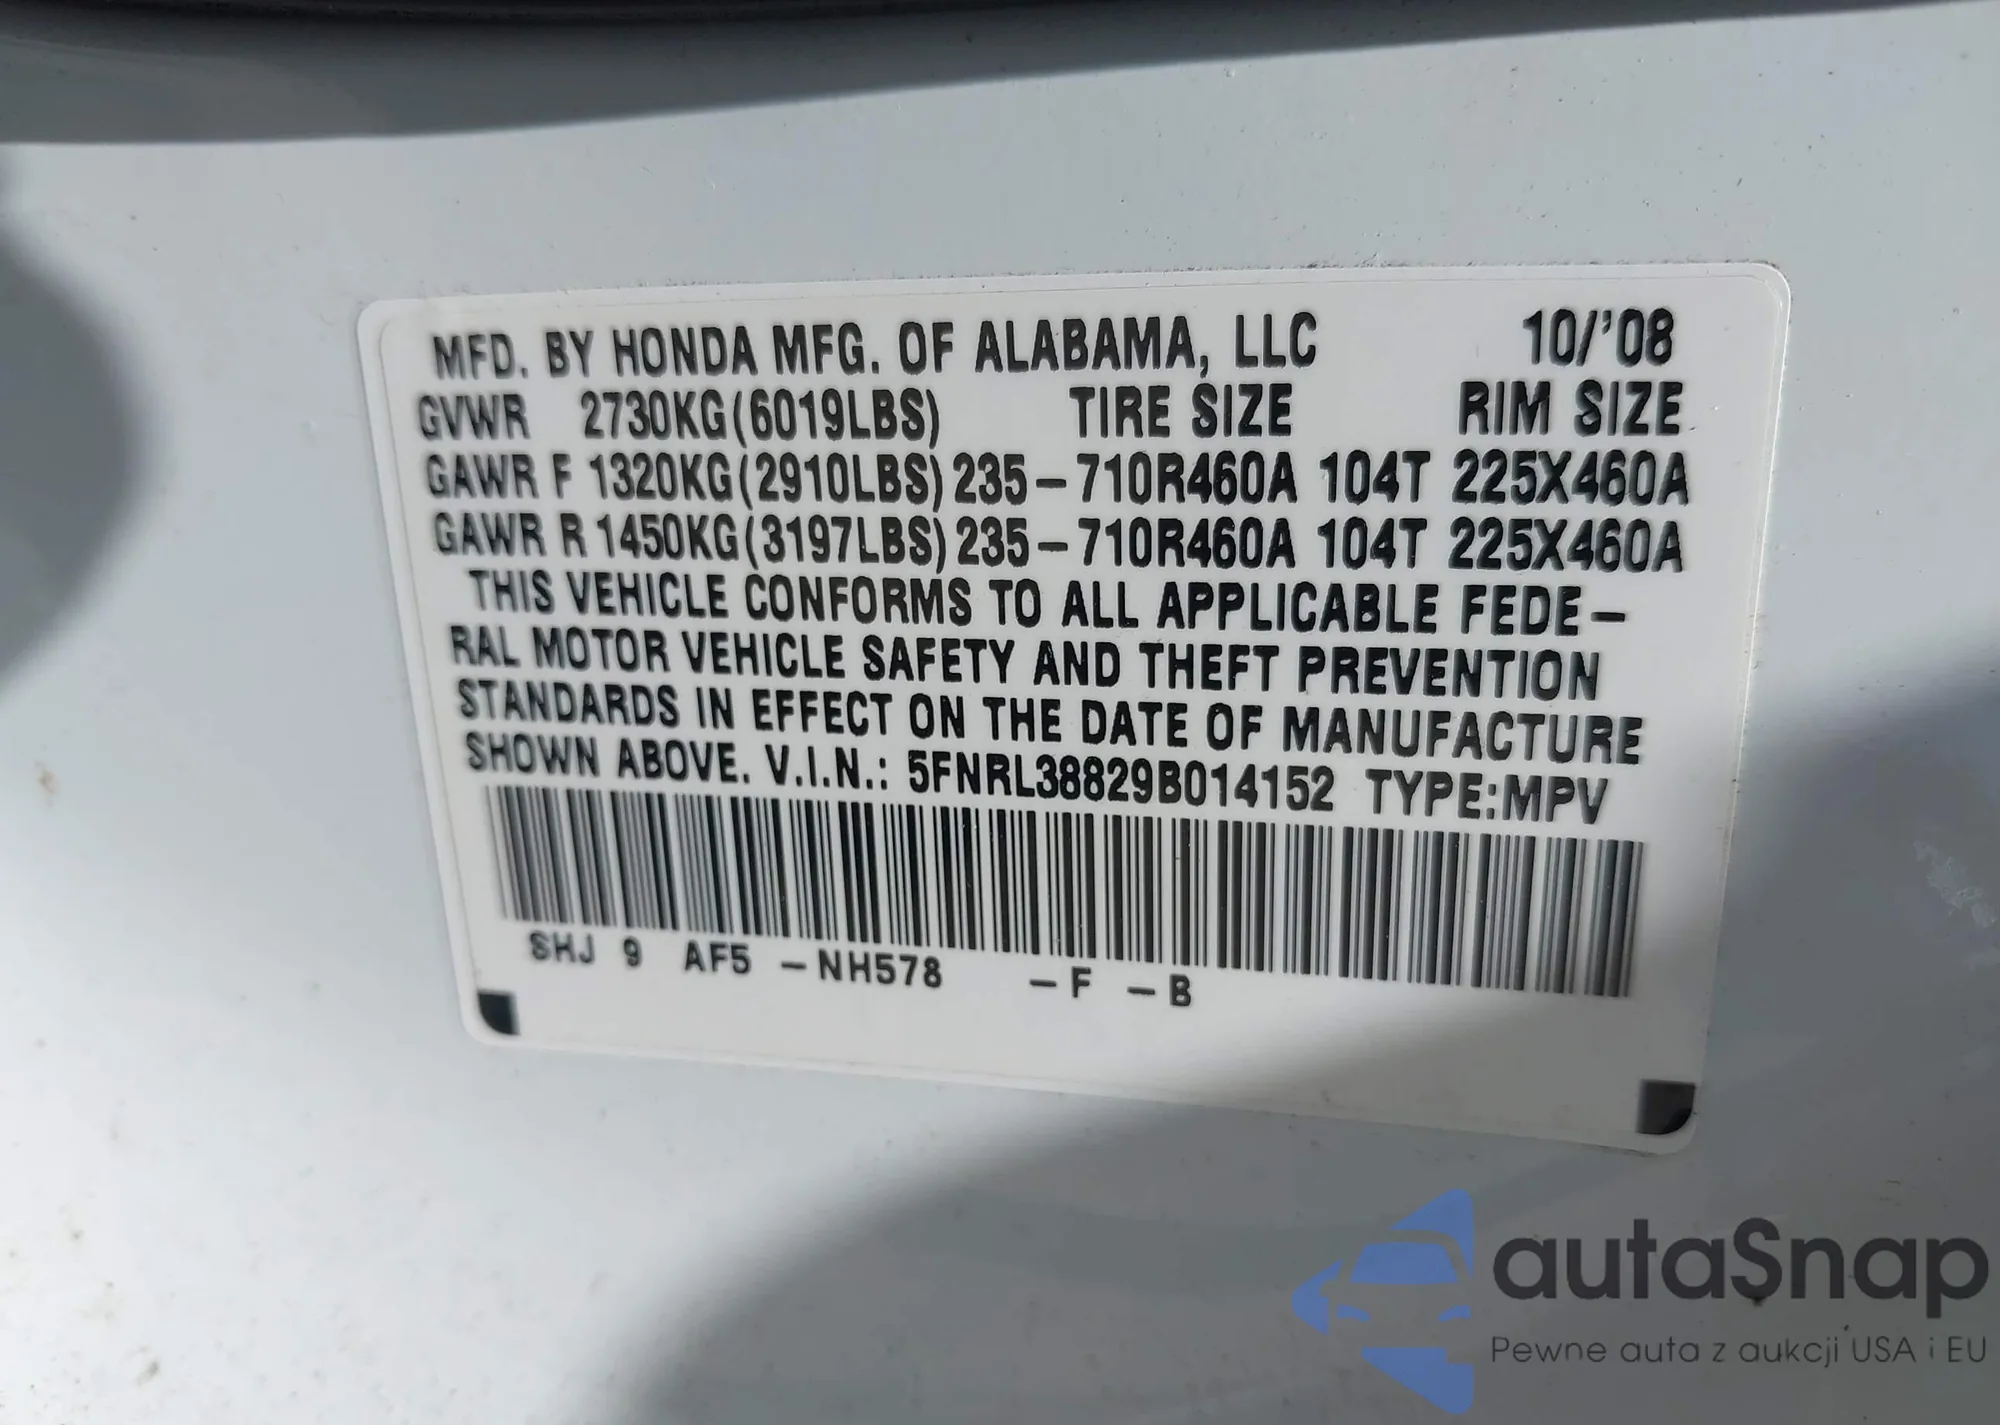 MFD. BY HONDA MFG. OF ALABAMA, LLC 10/'08
GVWR 2730KG(6019LBS) TIRE SIZE RIM SIZE
GAWR F 1320KG(2910LBS) 235-710R460A 104T 225X460A
GAWR R 1450KG(3197LBS) 235-710R460A 104T 225X460A
THIS VEHICLE CONFORMS TO ALL APPLICABLE FEDE-
RAL MOTOR VEHICLE SAFETY AND THEFT PREVENTION
STANDARDS IN EFFECT ON THE DATE OF MANUFACTURE
SHOWN ABOVE. V.I.N.: 5FNRL38829B014152 TYPE:MPV
SHJ 9 AF5 -NH578 -F -B
autaSnap
Pewne auta z aukcji USA i EU